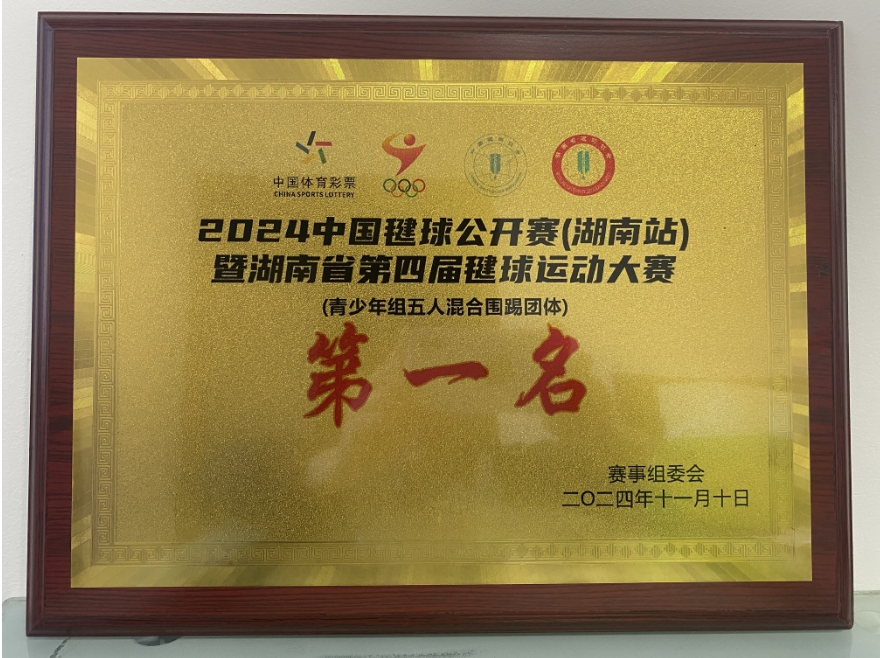 中国体育彩票
CHINA SPORTS LOTTERY
2024中国毽球公开赛(湖南站)
暨湖南省第四届毽球运动大赛
(青少年组五人混合围踢团体)
第一名
赛事组委会
二〇二四年十一月十日